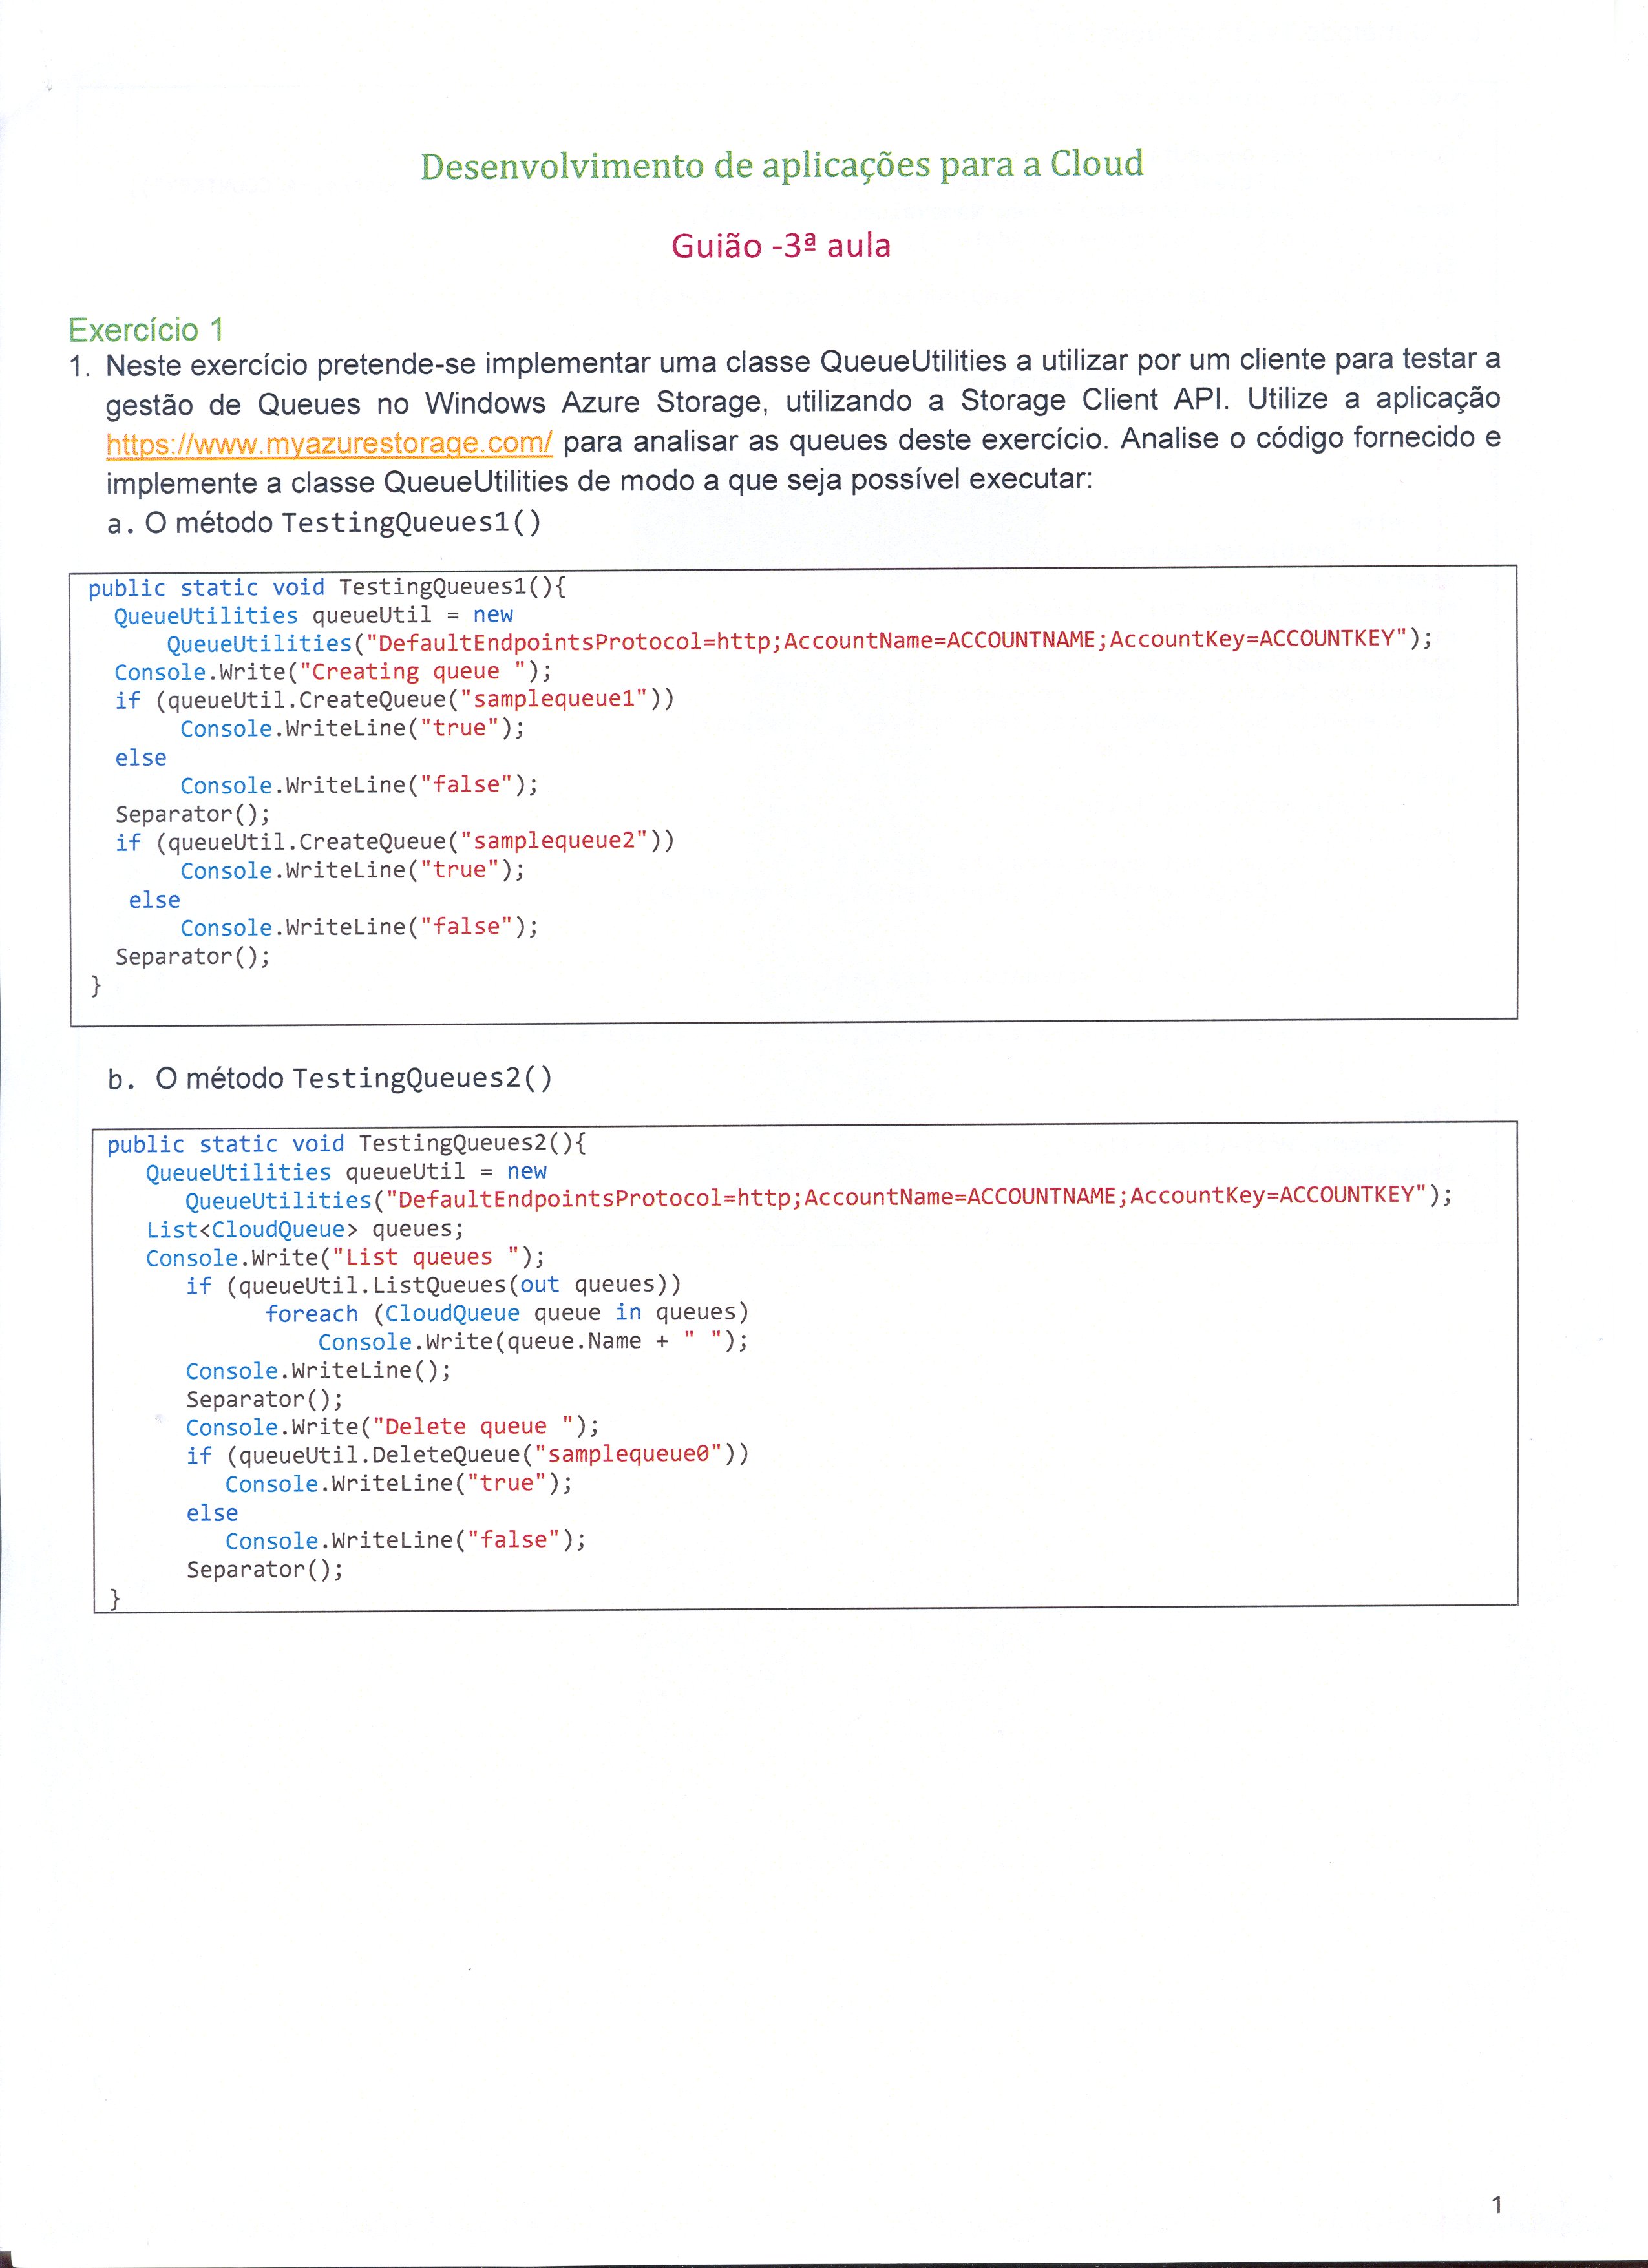 Desenvolvimento de aplicações para a Cloud
Guião -3ª aula
Exercício 1
1. Neste exercício pretende-se implementar uma classe QueueUtilities a utilizar por um cliente para testar a
gestão de Queues no Windows Azure Storage, utilizando a Storage Client API. Utilize a aplicação
https://www.myazurestorage.com/ para analisar as queues deste exercício. Analise o código fornecido e
implemente a classe QueueUtilities de modo a que seja possível executar:
a. O método TestingQueues1()
public static void TestingQueues1(){
QueueUtilities queueUtil = new
QueueUtilities("DefaultEndpointsProtocol=http;AccountName=ACCOUNTNAME;AccountKey=ACCOUNTKEY");
Console.Write("Creating queue ");
if (queueUtil.CreateQueue("samplequeue1"))
Console.WriteLine("true");
else
Console.WriteLine("false");
Separator();
if (queueUtil.CreateQueue("samplequeue2"))
Console.WriteLine("true");
else
Console.WriteLine("false");
Separator();
}
b. O método TestingQueues2()
public static void TestingQueues2(){
QueueUtilities queueUtil = new
QueueUtilities("DefaultEndpointsProtocol=http;AccountName=ACCOUNTNAME;AccountKey=ACCOUNTKEY");
List<CloudQueue> queues;
Console.Write("List queues ");
if (queueUtil.ListQueues(out queues))
foreach (CloudQueue queue in queues)
Console.Write(queue.Name + " ");
Console.WriteLine();
Separator();
Console.Write("Delete queue ");
if (queueUtil.DeleteQueue("samplequeue0"))
Console.WriteLine("true");
else
Console.WriteLine("false");
Separator();
}
1